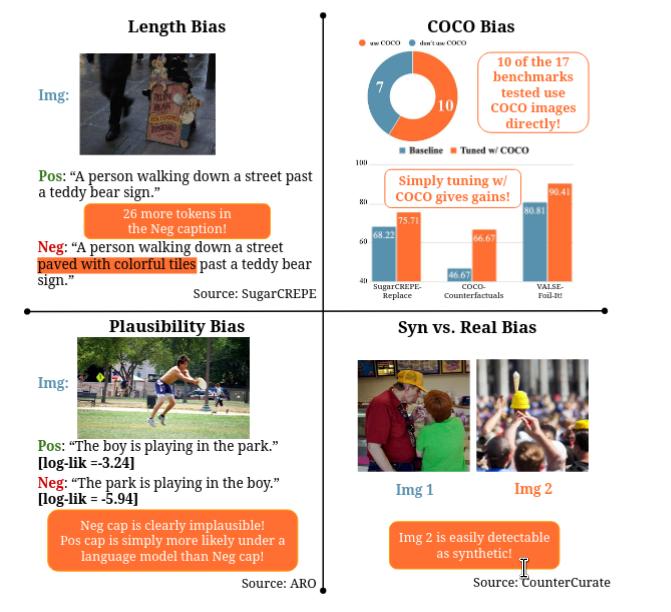 Length Bias
Img:
Pos: “A person walking down a street past
a teddy bear sign.”
26 more tokens in
the Neg caption!
Neg: “A person walking down a street
paved with colorful tiles past a teddy bear
sign.”
Source: SugarCREPE
COCO Bias
use COCO
don't use COCO
7
10
10 of the 17
benchmarks
tested use
COCO images
directly!
Baseline
Tuned w/ COCO
100
80
60
40
Simply tuning w/
COCO gives gains!
68.22
75.71
46.67
66.67
80.81
90.41
SugarCREPE-
Replace
COCO-
Counterfactuals
VALSE-
Foil-It!
Plausibility Bias
Img:
Pos: “The boy is playing in the park.”
[log-lik =-3.24]
Neg: “The park is playing in the boy.”
[log-lik = -5.94]
Neg cap is clearly implausible!
Pos cap is simply more likely under a
language model than Neg cap!
Source: ARO
Syn vs. Real Bias
Img 1
Img 2
Img 2 is easily detectable
as synthetic!
Source: CounterCurate